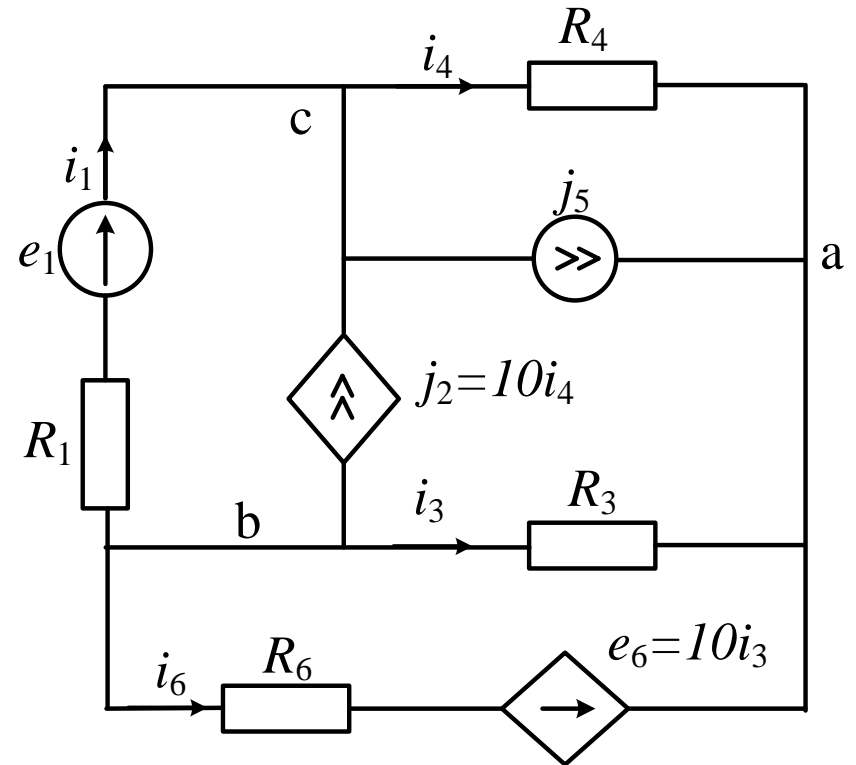 R₄
i₄
c
i₁
j₅
e₁
a
j₂=10i₄
R₁
i₃
R₃
b
e₆=10i₃
R₆
i₆